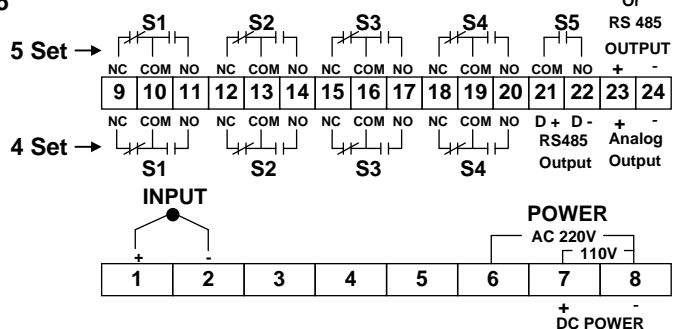 Or
S1 S2 S3 S4 S5 RS 485
5 Set OUTPUT
NC COM NO NC COM NO NC COM NO NC COM NO COM NO + -
9 10 11 12 13 14 15 16 17 18 19 20 21 22 23 24
NC COM NO NC COM NO NC COM NO NC COM NO D + D - + -
4 Set RS485 Analog
S1 S2 S3 S4 Output Output
INPUT
POWER
AC 220V
110V
+ -
1 2 3 4 5 6 7 8
+ -
DC POWER